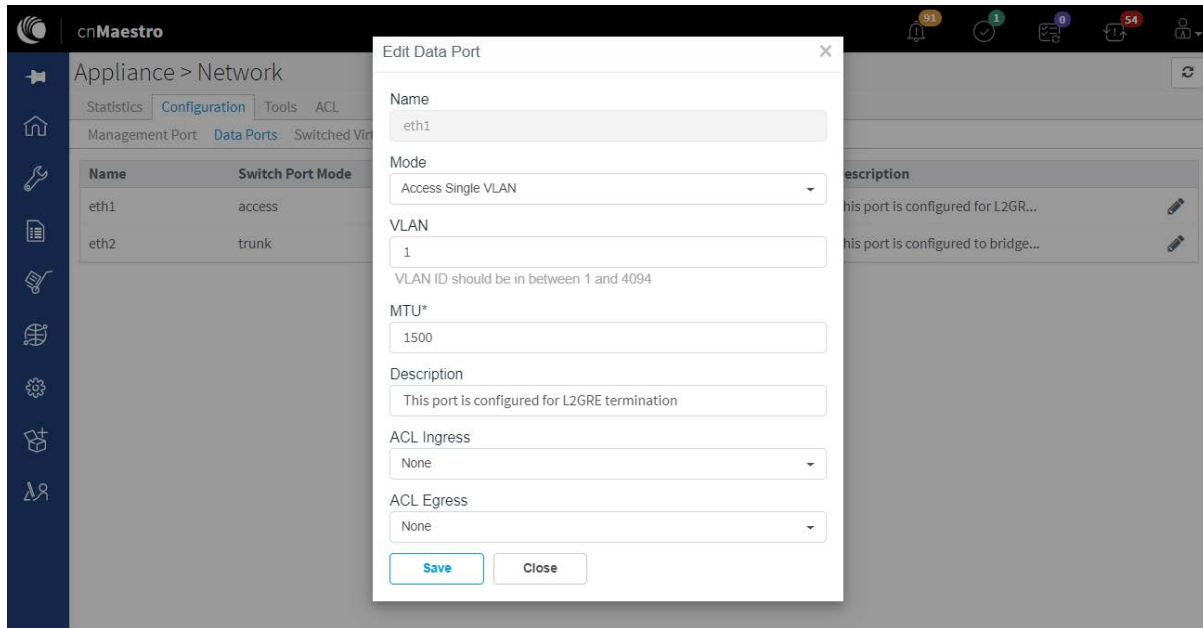 cnMaestro
91
1
0
54
Edit Data Port
Appliance > Network
Statistics Configuration Tools ACL
Management Port Data Ports Switched Virt
Name Switch Port Mode escription
eth1 access his port is configured for L2GR...
eth2 trunk his port is configured to bridge...
Name
eth1
Mode
Access Single VLAN
VLAN
1
VLAN ID should be in between 1 and 4094
MTU*
1500
Description
This port is configured for L2GRE termination
ACL Ingress
None
ACL Egress
None
Save Close